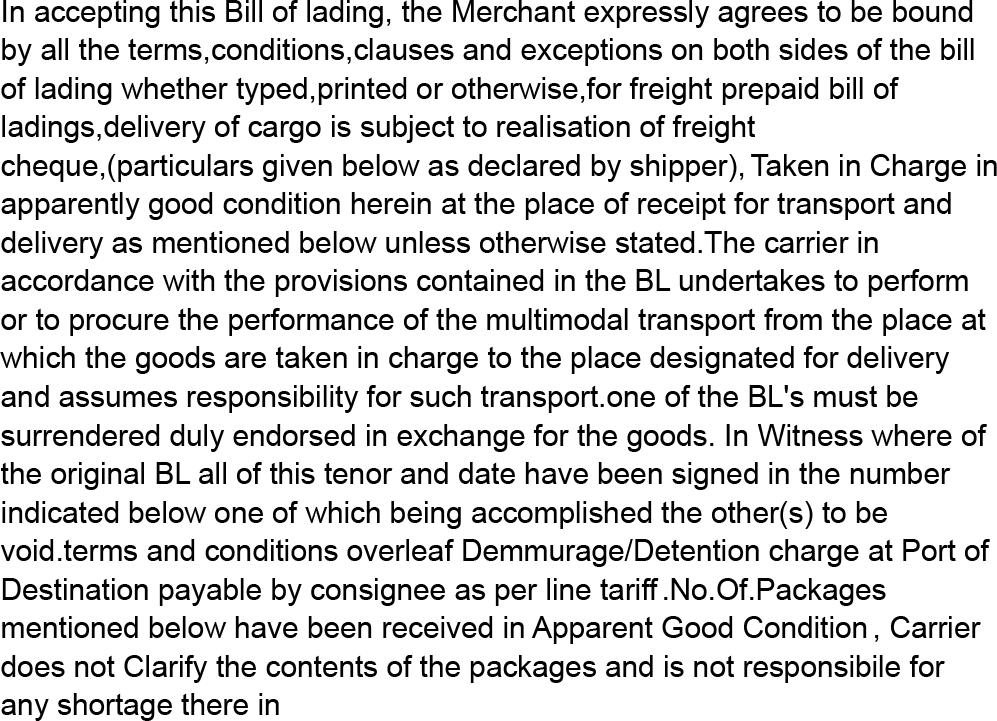 In accepting this Bill of lading, the Merchant expressly agrees to be bound
by all the terms,conditions,clauses and exceptions on both sides of the bill
of lading whether typed,printed or otherwise,for freight prepaid bill of
ladings,delivery of cargo is subject to realisation of freight
cheque,(particulars given below as declared by shipper), Taken in Charge in
apparently good condition herein at the place of receipt for transport and
delivery as mentioned below unless otherwise stated.The carrier in
accordance with the provisions contained in the BL undertakes to perform
or to procure the performance of the multimodal transport from the place at
which the goods are taken in charge to the place designated for delivery
and assumes responsibility for such transport.one of the BL's must be
surrendered duly endorsed in exchange for the goods. In Witness where of
the original BL all of this tenor and date have been signed in the number
indicated below one of which being accomplished the other(s) to be
void.terms and conditions overleaf Demmurage/Detention charge at Port of
Destination payable by consignee as per line tariff.No.Of.Packages
mentioned below have been received in Apparent Good Condition, Carrier
does not Clarify the contents of the packages and is not responsibile for
any shortage there in